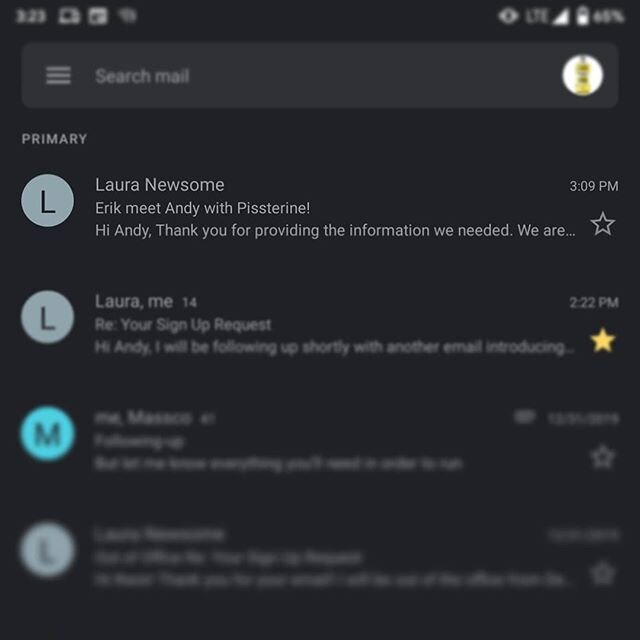 3:23
LTE 65%
Search mail
PRIMARY
L
Laura Newsome 3:09 PM
Erik meet Andy with Pissterine!
Hi Andy, Thank you for providing the information we needed. We are...
L
Laura, me 14 2:22 PM
Re: Your Sign Up Request
Hi Andy, I will be following up shortly with another email introducing...
M
me, Massco 41 12/31/2019
Following-up
But let me know everything you'll need in order to run
L
Laura Newsome
Out of Office Re: Your Sign Up Request
Hi there! Thank you for your email! I will be out of the office from De...